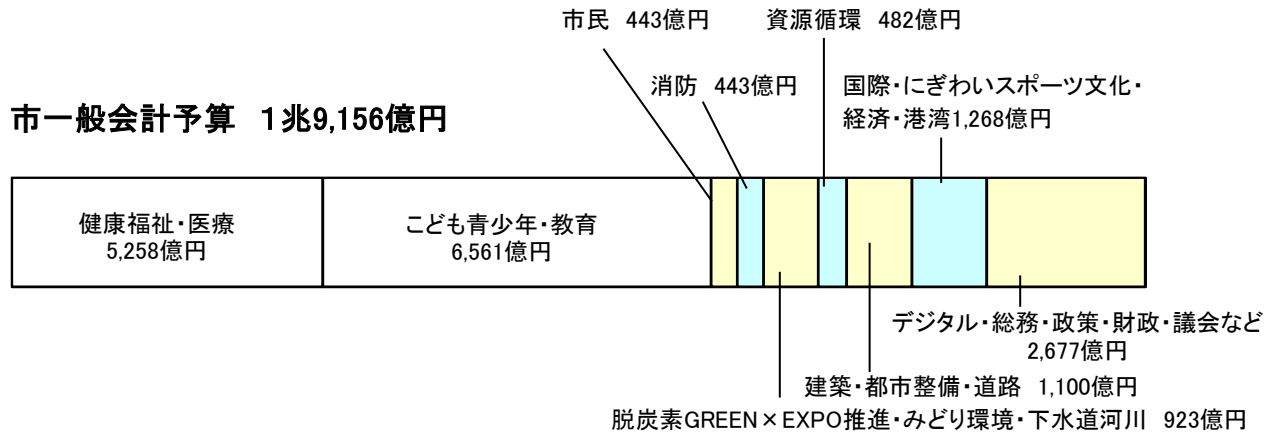 市民 443億円
資源循環 482億円
消防 443億円
国際・にぎわいスポーツ文化・
経済・港湾1,268億円
市一般会計予算 1兆9,156億円
健康福祉・医療
5,258億円
こども青少年・教育
6,561億円
デジタル・総務・政策・財政・議会など
2,677億円
建築・都市整備・道路 1,100億円
脱炭素GREEN×EXPO推進・みどり環境・下水道河川 923億円